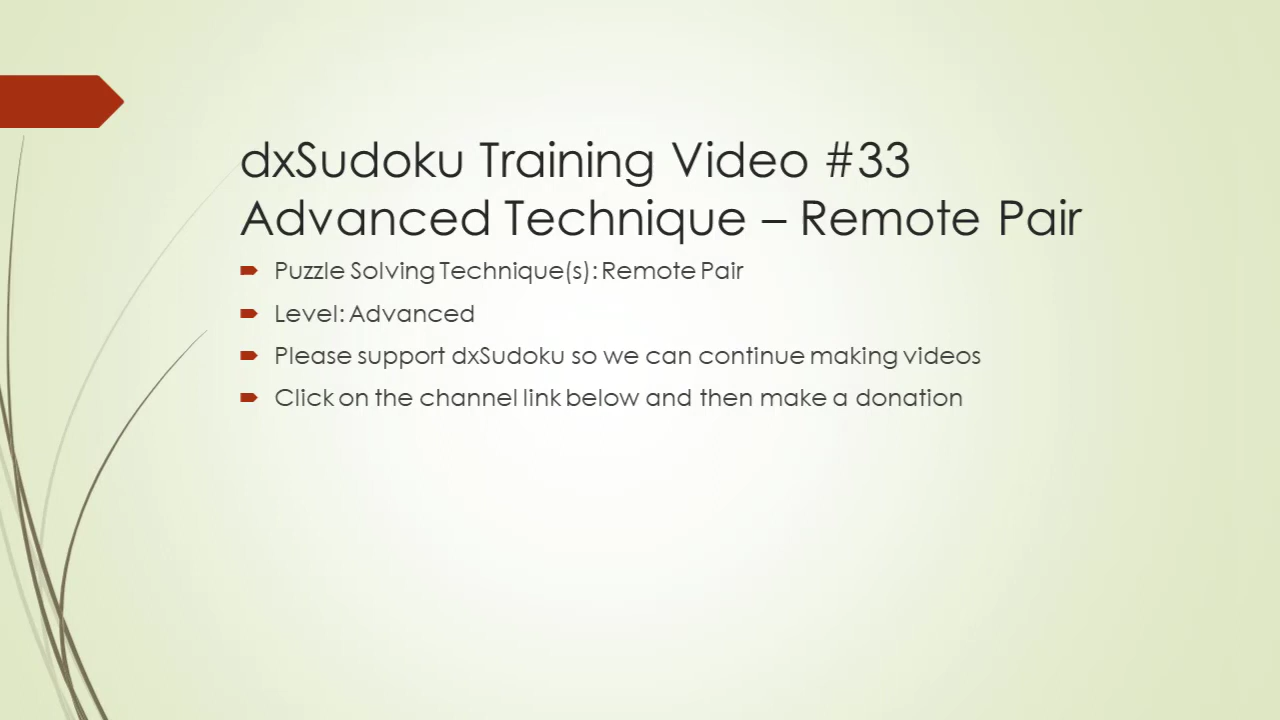 dxSudoku Training Video #33
Advanced Technique – Remote Pair
Puzzle Solving Technique(s): Remote Pair
Level: Advanced
Please support dxSudoku so we can continue making videos
Click on the channel link below and then make a donation